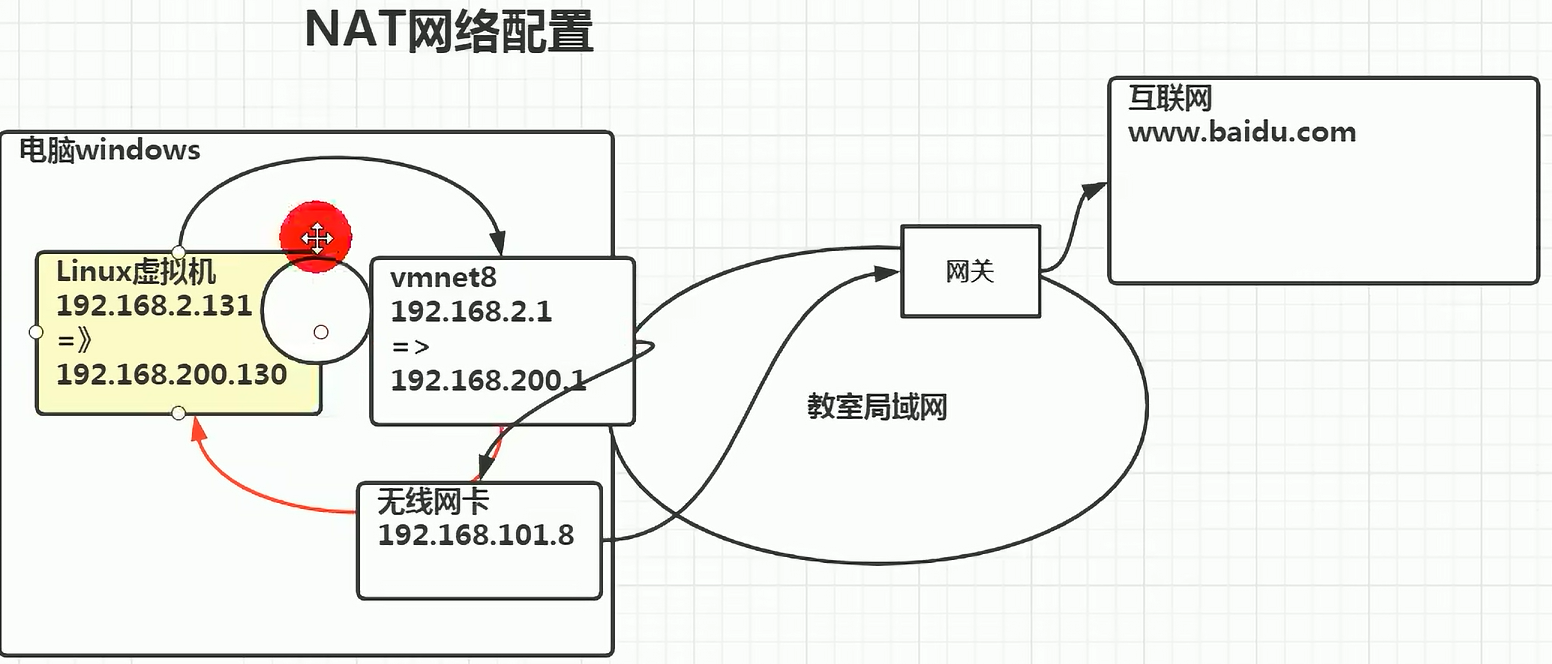 NAT网络配置
互联网
www.baidu.com
电脑windows
Linux虚拟机
192.168.2.131
=》
192.168.200.130
vmnet8
192.168.2.1
=>
192.168.200.1
网关
教室局域网
无线网卡
192.168.101.8